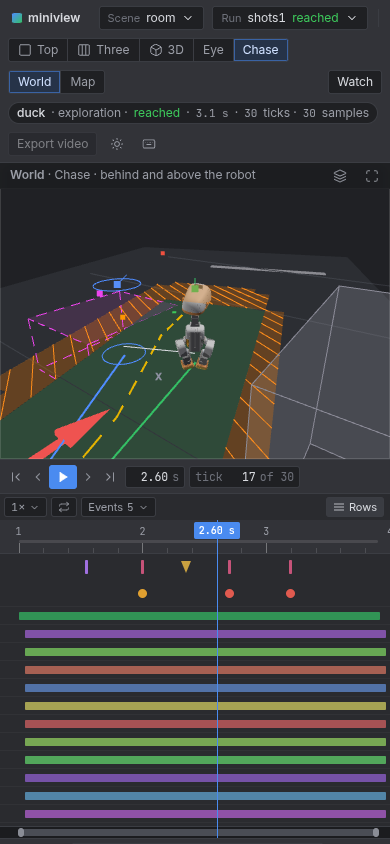 miniview Scene room Run shots1 reached
Top Three 3D Eye Chase
World Map Watch
duck · exploration · reached · 3.1 s · 30 ticks · 30 samples
Export video
World · Chase · behind and above the robot
x
2.60 s tick 17 of 30
1× Events 5 Rows
1 2 2.60 s 3 4